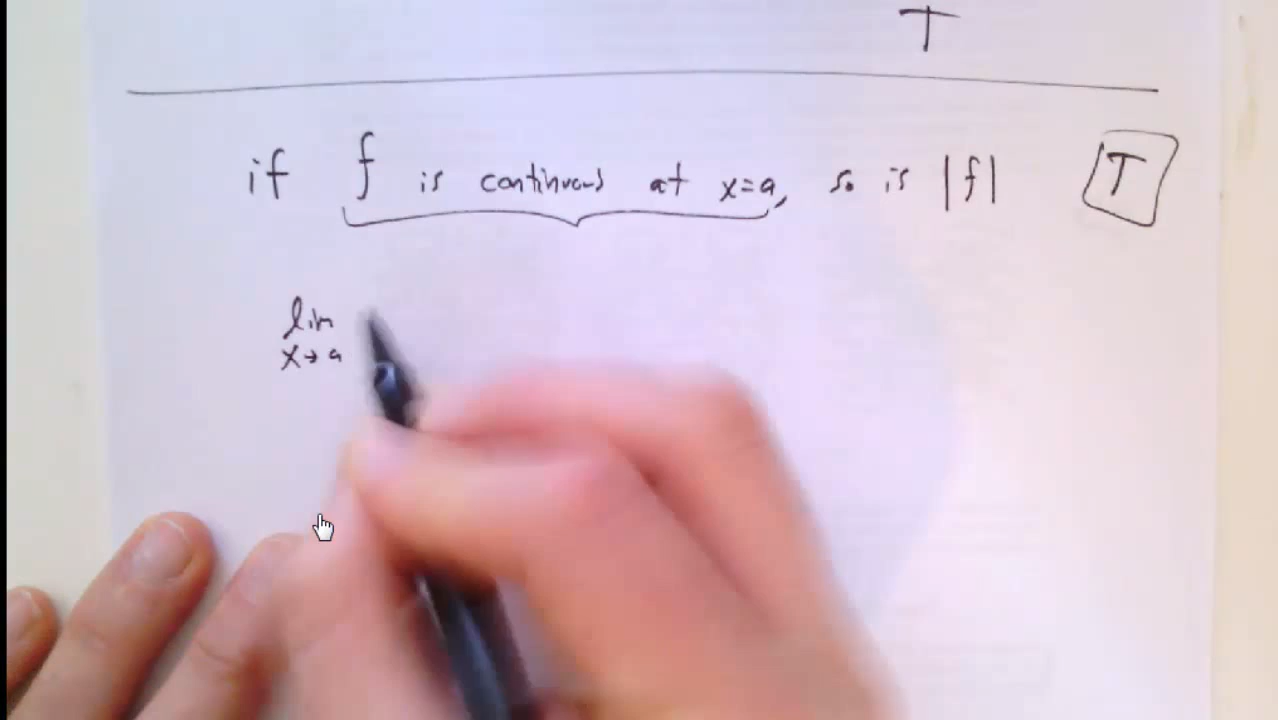 T
if f is continuous at x=a, so is |f| T
lim
x→a